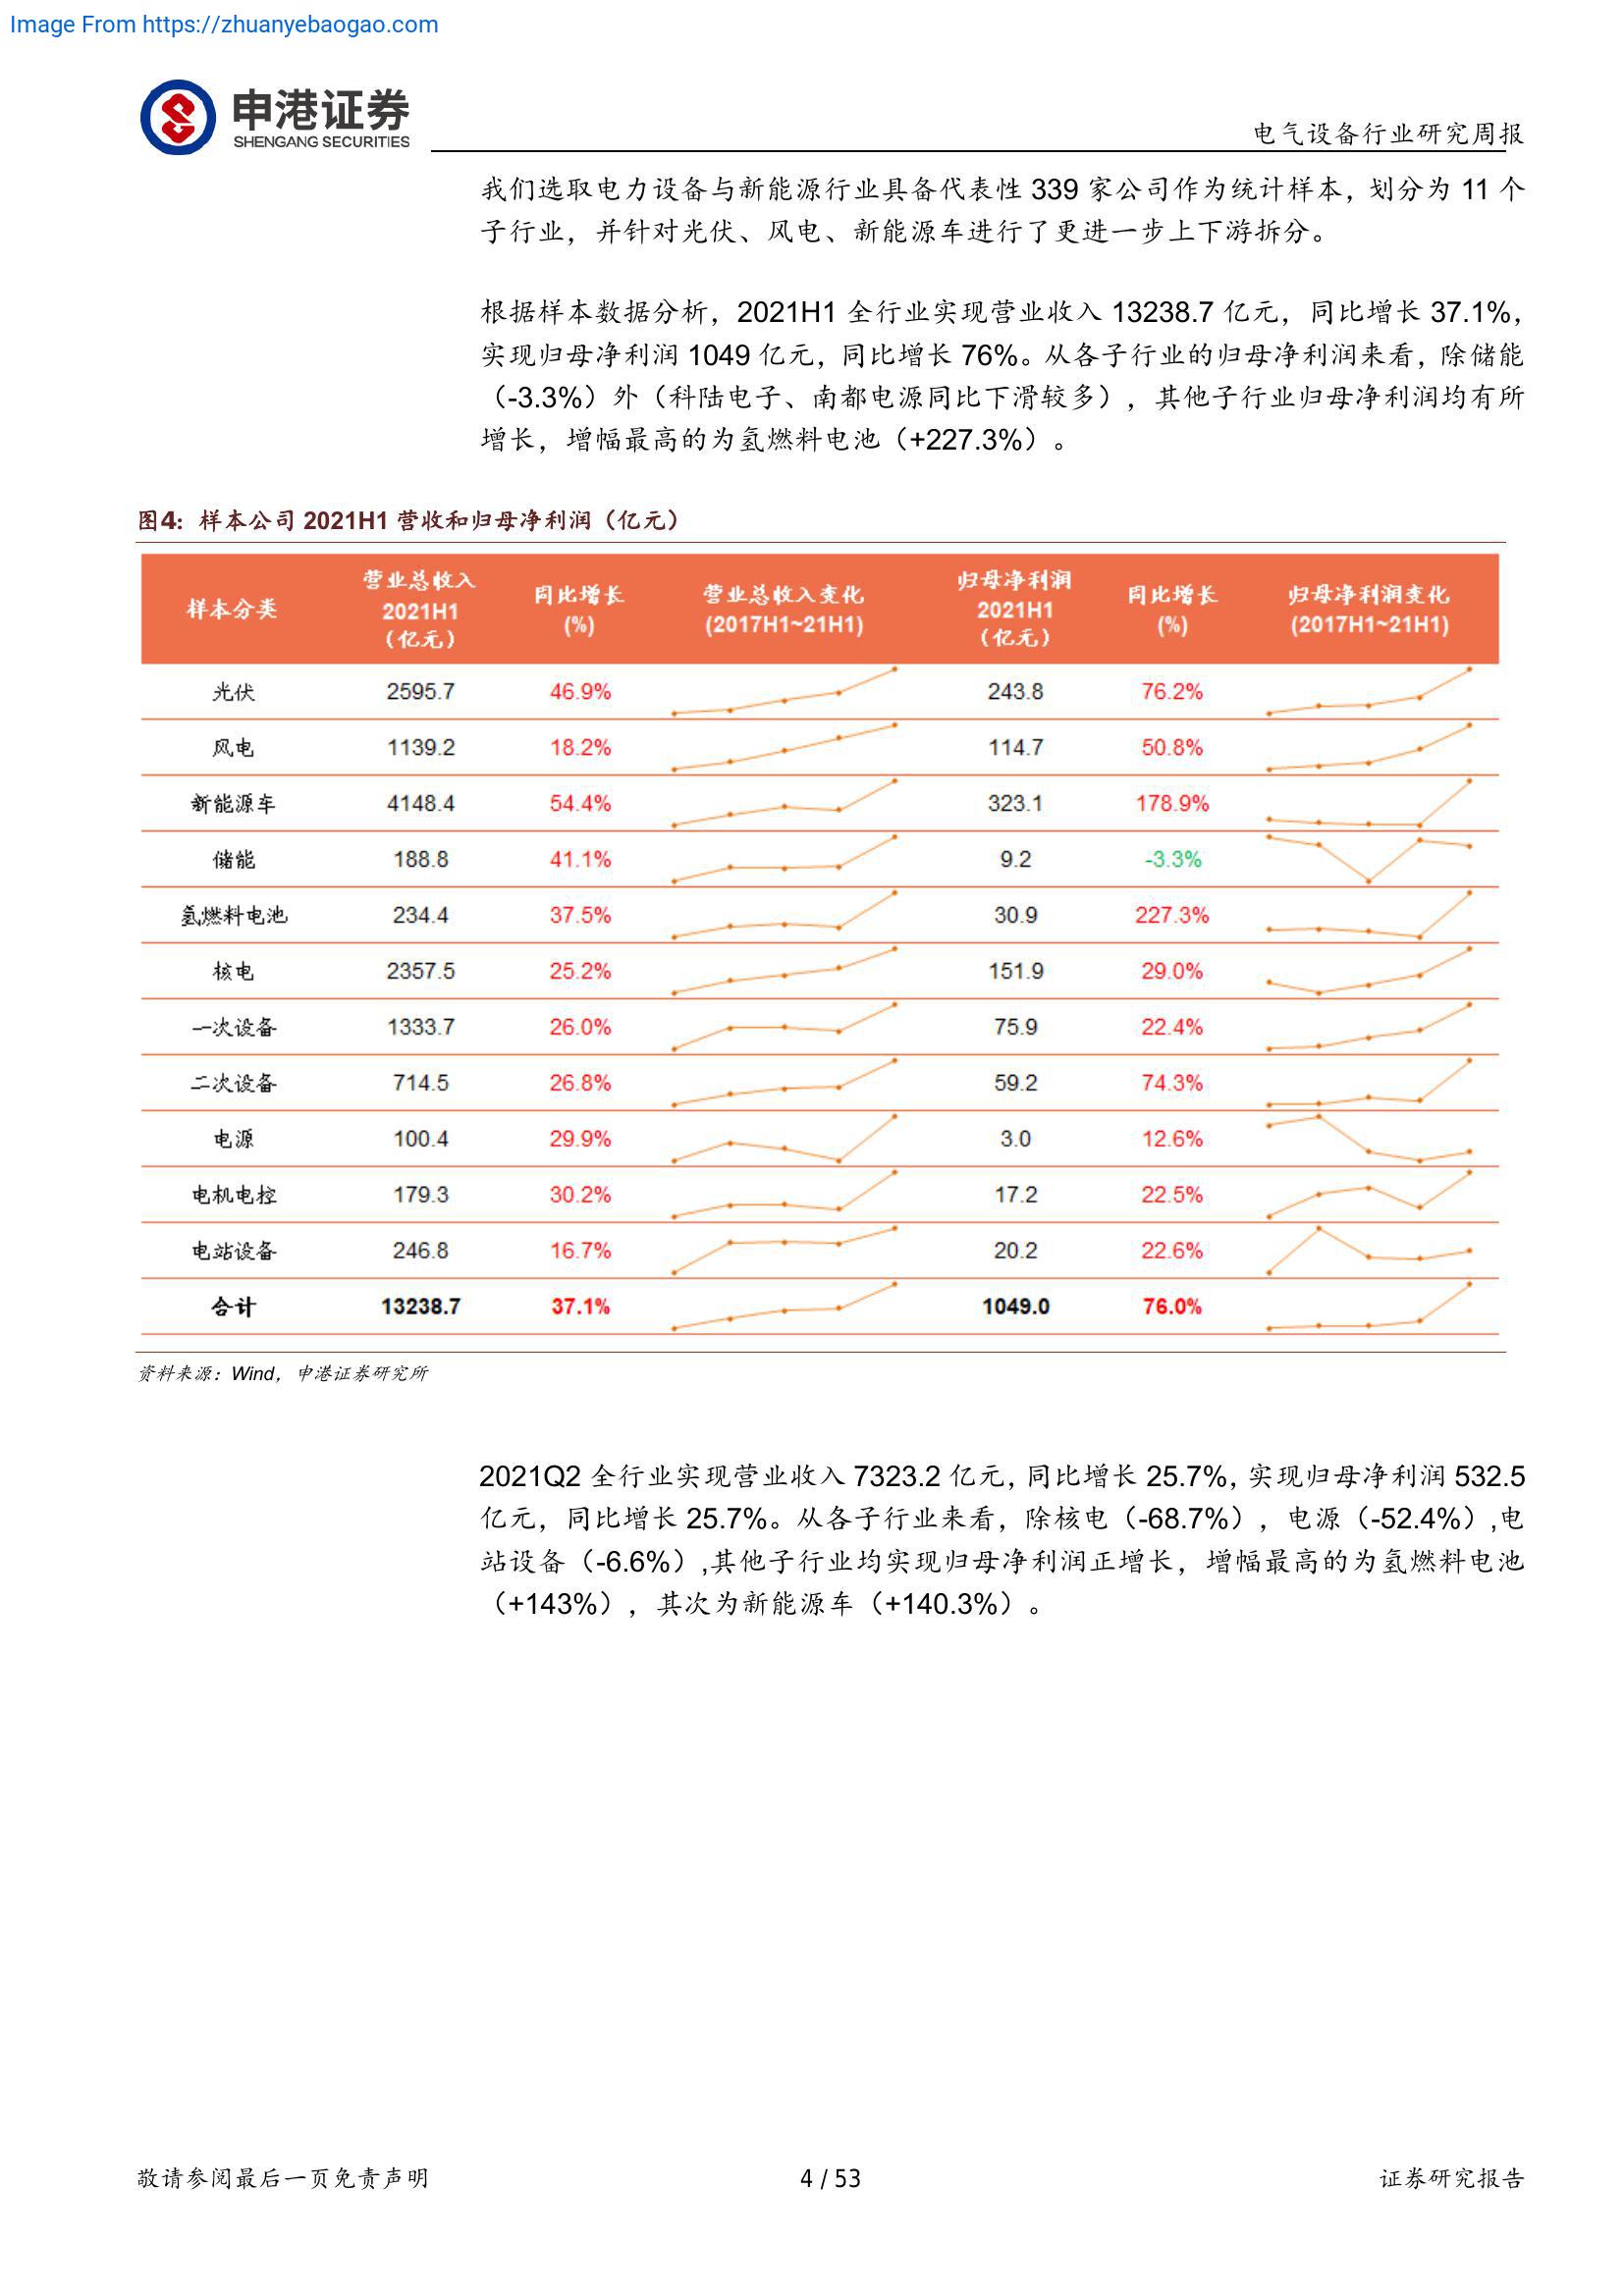 Image From https://zhuanyebaogao.com
申港证券
SHENGANG SECURITIES
电气设备行业研究周报
我们选取电力设备与新能源行业具备代表性 339 家公司作为统计样本，划分为 11 个
子行业，并针对光伏、风电、新能源车进行了更进一步上下游拆分。
根据样本数据分析，2021H1 全行业实现营业收入 13238.7 亿元，同比增长 37.1%，
实现归母净利润 1049 亿元，同比增长 76%。从各子行业的归母净利润来看，除储能
（-3.3%）外（科陆电子、南都电源同比下滑较多），其他子行业归母净利润均有所
增长，增幅最高的为氢燃料电池（+227.3%）。
图4：样本公司 2021H1 营收和归母净利润（亿元）
样本分类 营业总收入 2021H1 （亿元） 同比增长 (%) 营业总收入变化 (2017H1~21H1) 归母净利润 2021H1 （亿元） 同比增长 (%) 归母净利润变化 (2017H1~21H1)
光伏 2595.7 46.9% 243.8 76.2%
风电 1139.2 18.2% 114.7 50.8%
新能源车 4148.4 54.4% 323.1 178.9%
储能 188.8 41.1% 9.2 -3.3%
氢燃料电池 234.4 37.5% 30.9 227.3%
核电 2357.5 25.2% 151.9 29.0%
一次设备 1333.7 26.0% 75.9 22.4%
二次设备 714.5 26.8% 59.2 74.3%
电源 100.4 29.9% 3.0 12.6%
电机电控 179.3 30.2% 17.2 22.5%
电站设备 246.8 16.7% 20.2 22.6%
合计 13238.7 37.1% 1049.0 76.0%
资料来源：Wind，申港证券研究所
2021Q2 全行业实现营业收入 7323.2 亿元，同比增长 25.7%，实现归母净利润 532.5
亿元，同比增长 25.7%。从各子行业来看，除核电（-68.7%），电源（-52.4%）,电
站设备（-6.6%）,其他子行业均实现归母净利润正增长，增幅最高的为氢燃料电池
（+143%），其次为新能源车（+140.3%）。
敬请参阅最后一页免责声明
4 / 53
证券研究报告